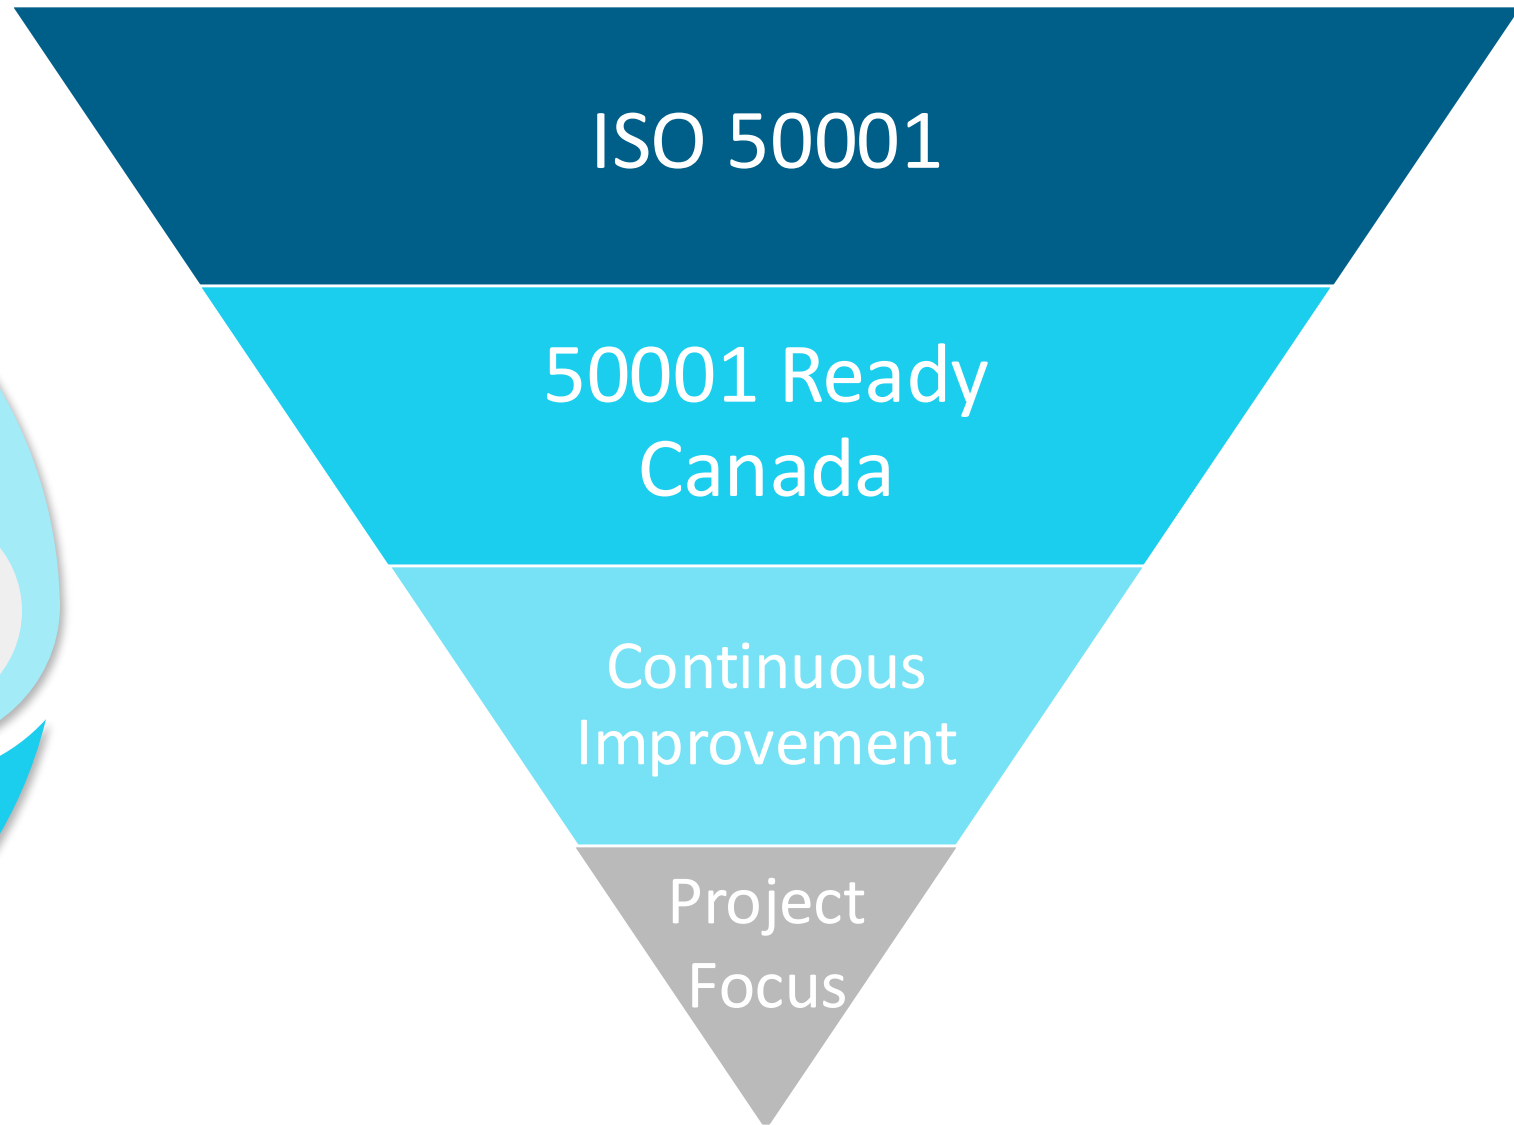 ISO 50001
50001 Ready
Canada
Continuous
Improvement
Project
Focus